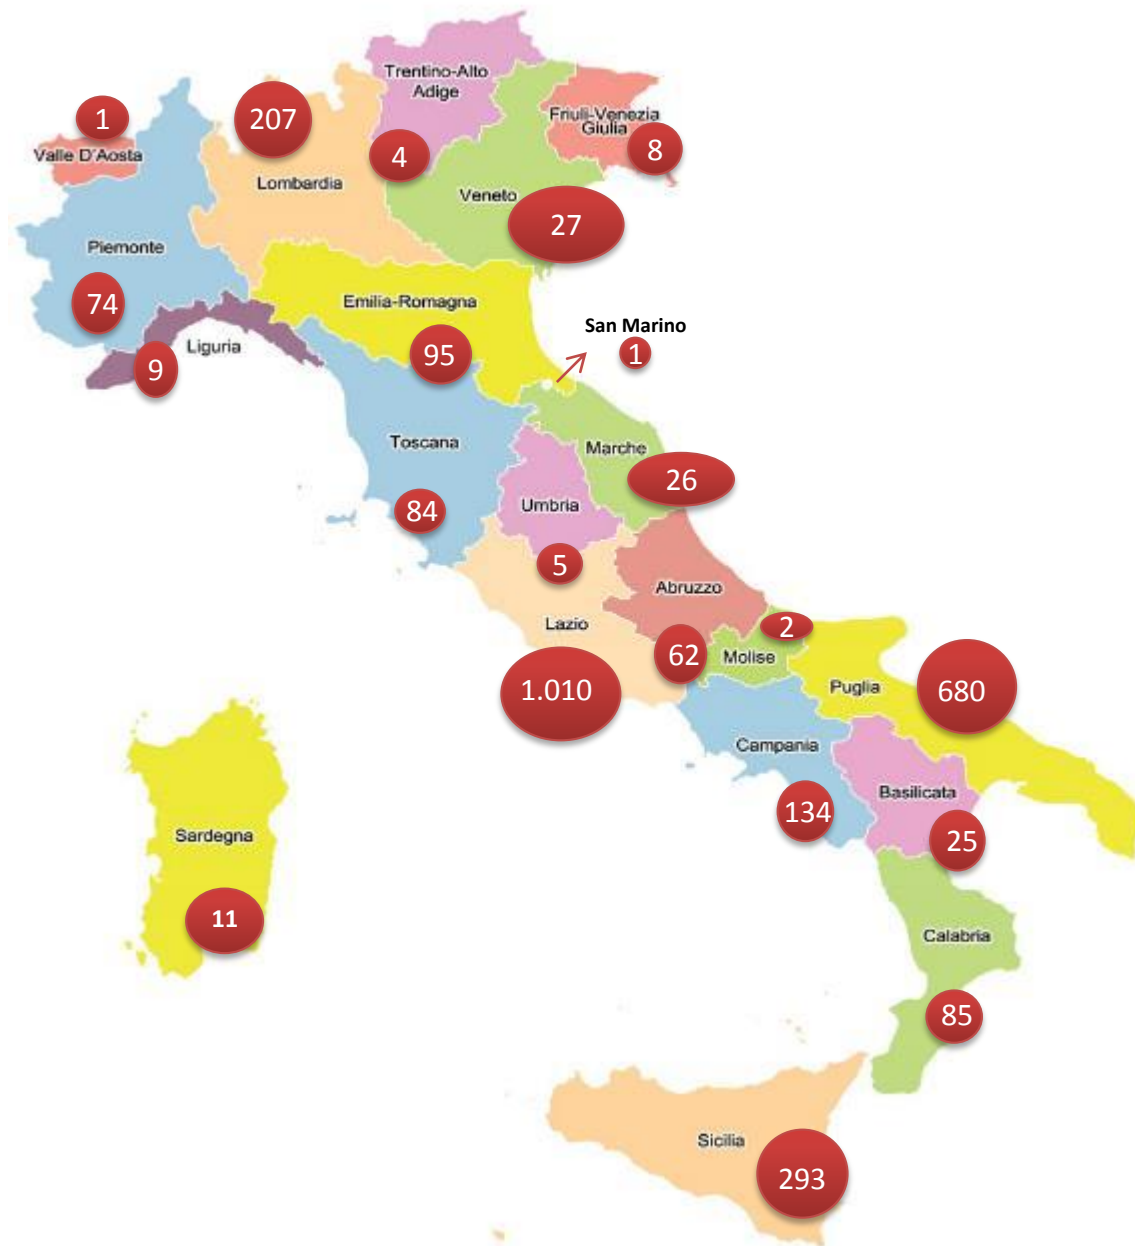 Trentino-Alto
Adige
1
207
Friuli-Venezia
Giulia
Valle D'Aosta
4
8
Lombardia
Veneto
27
Piemonte
74
Emilia-Romagna
San Marino
1
Liguria
9
95
Toscana
Marche
26
84
Umbria
5
Abruzzo
Lazio
2
62
Molise
1.010
Puglia
680
Campania
134
Basilicata
25
Sardegna
11
Calabria
85
Sicilia
293